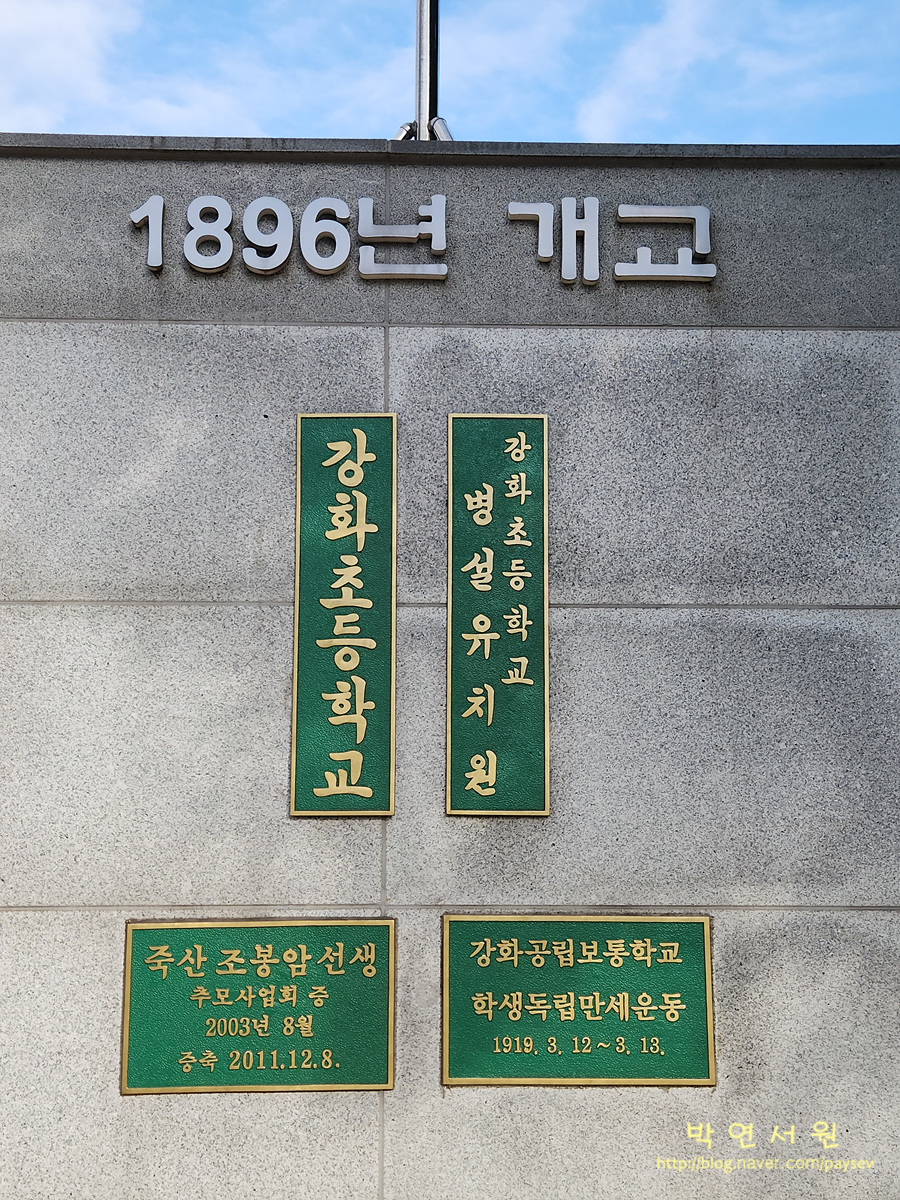 1896년 개교
강화초등학교
강화초등학교
병설유치원
죽산 조봉암 선생
추모사업회 증
2003년 8월
증축 2011.12.8.
강화공립보통학교
학생독립만세운동
1919. 3. 12 ~ 3. 13.
박연서원
http://blog.naver.com/paysev